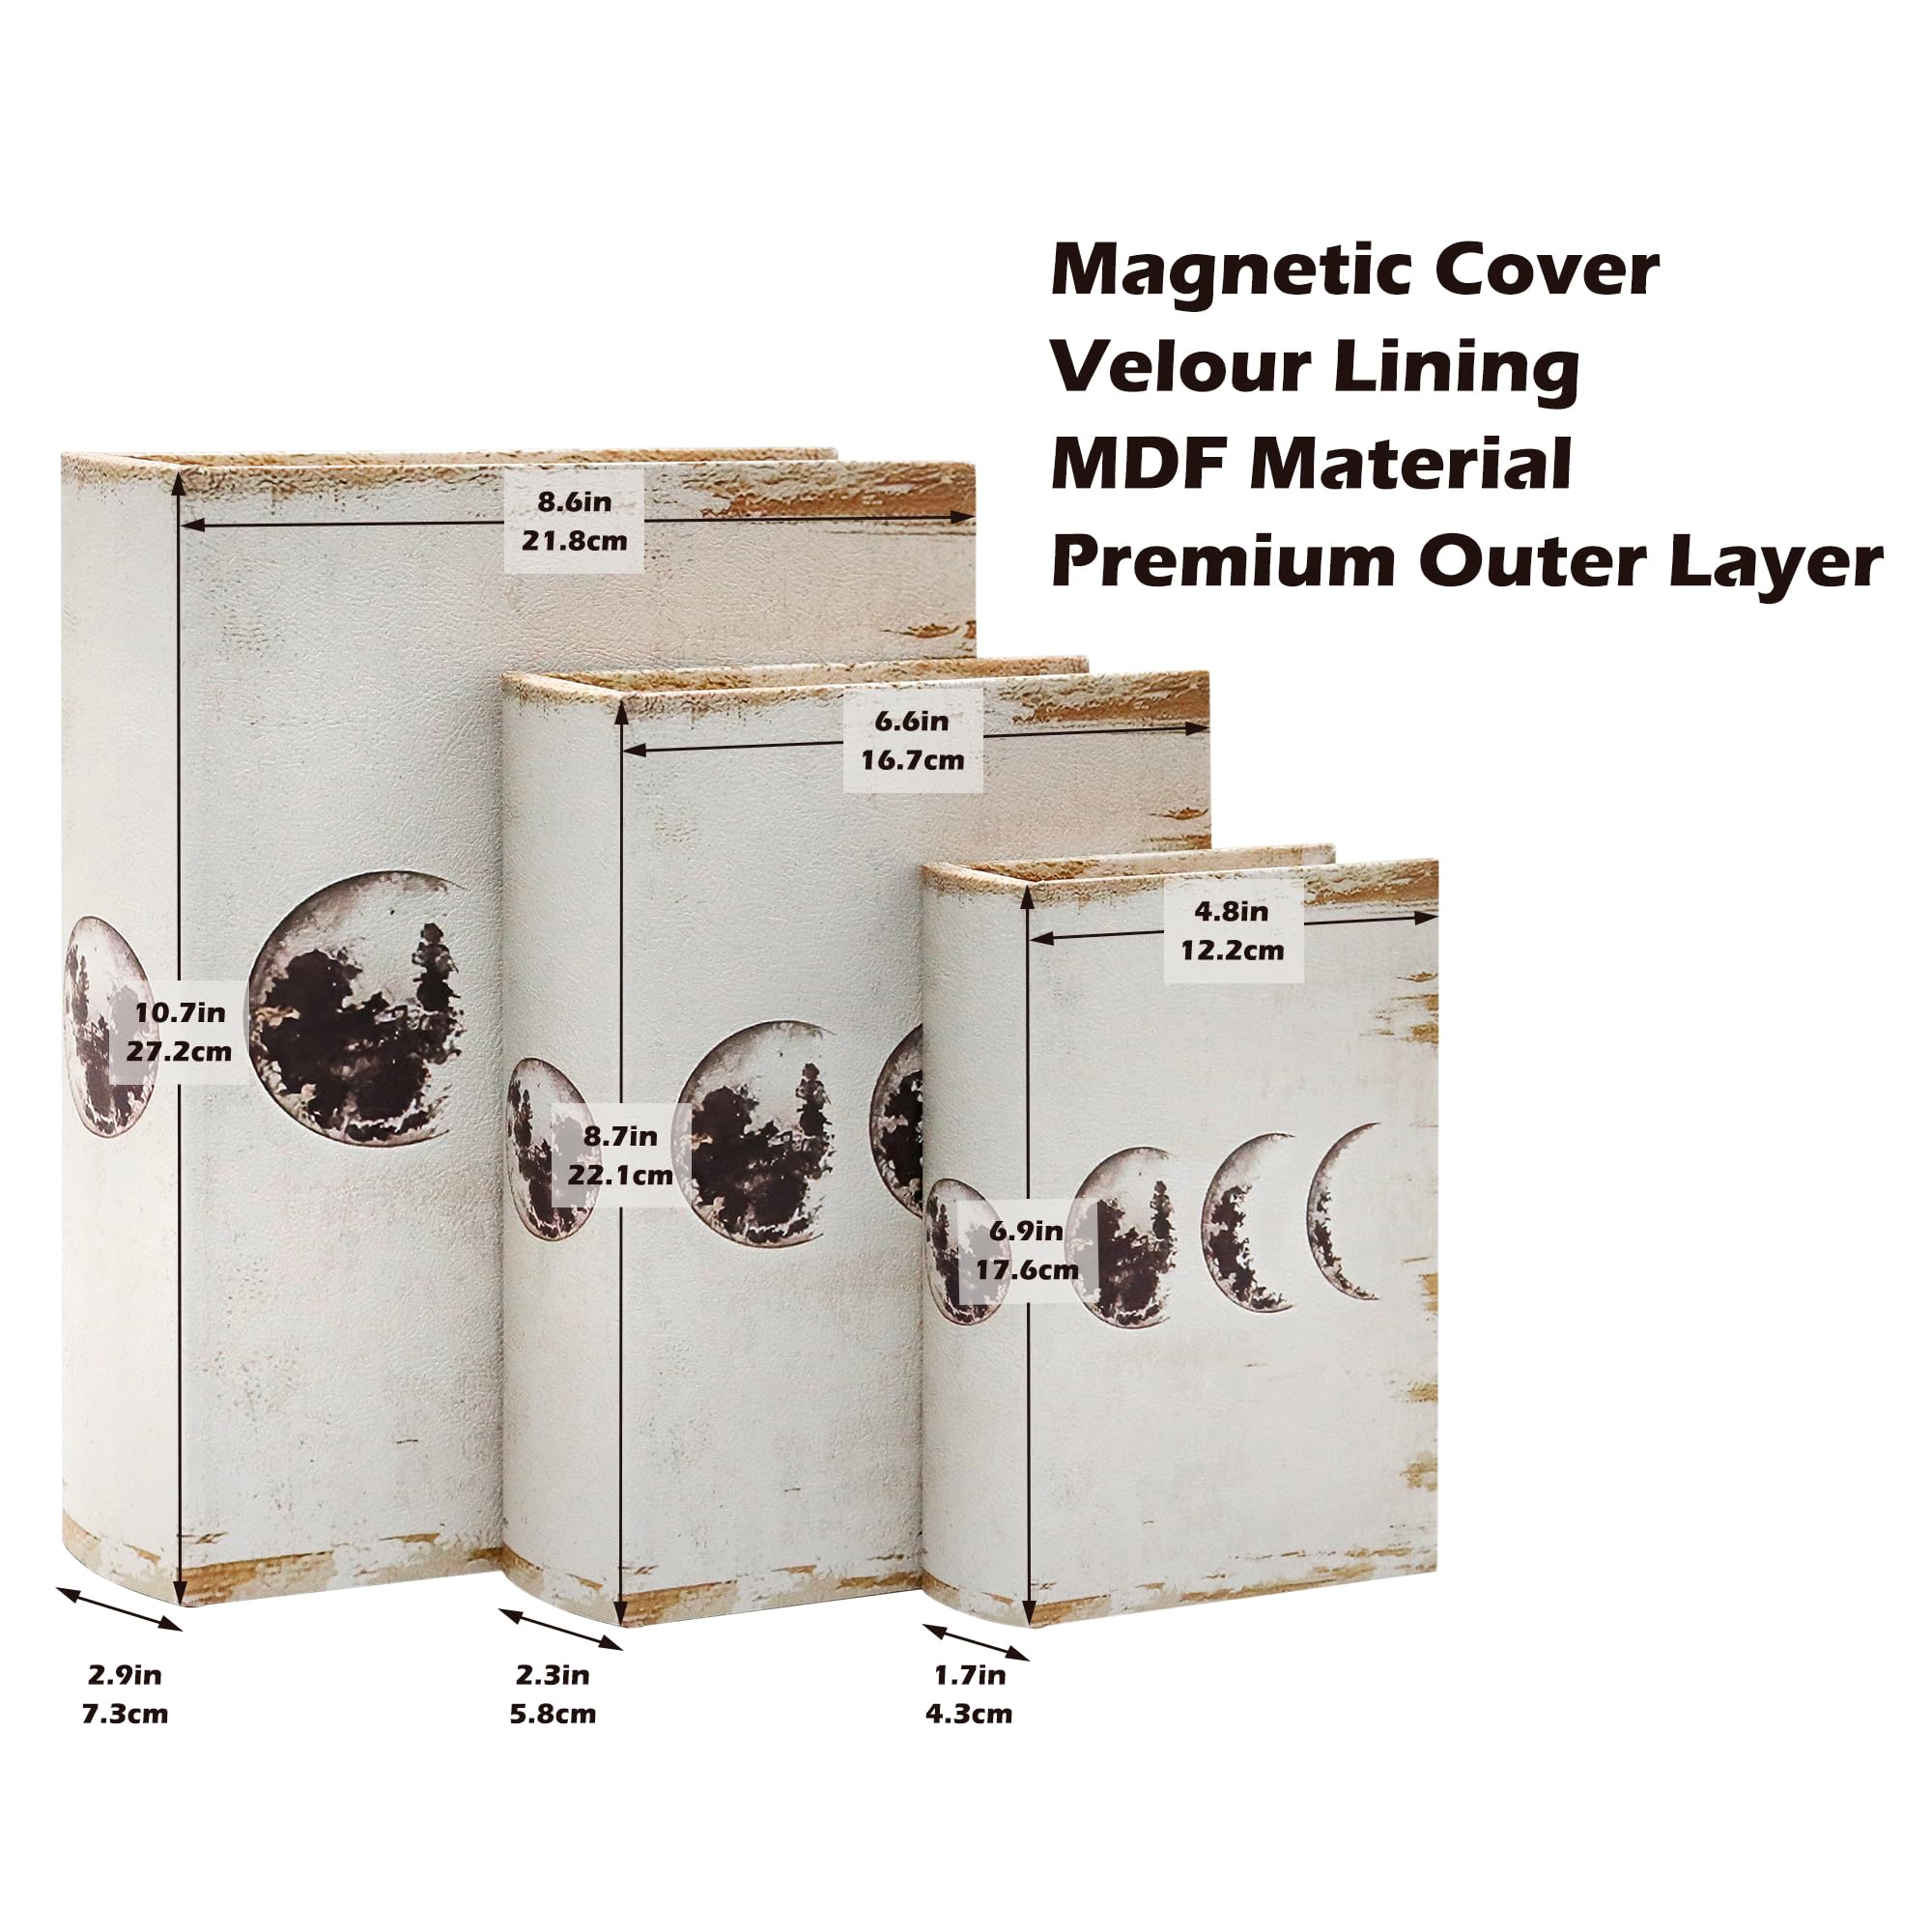 Magnetic Cover
Velour Lining
MDF Material
Premium Outer Layer
8.6in
21.8cm
10.7in
27.2cm
2.9in
7.3cm
6.6in
16.7cm
8.7in
22.1cm
2.3in
5.8cm
4.8in
12.2cm
6.9in
17.6cm
1.7in
4.3cm